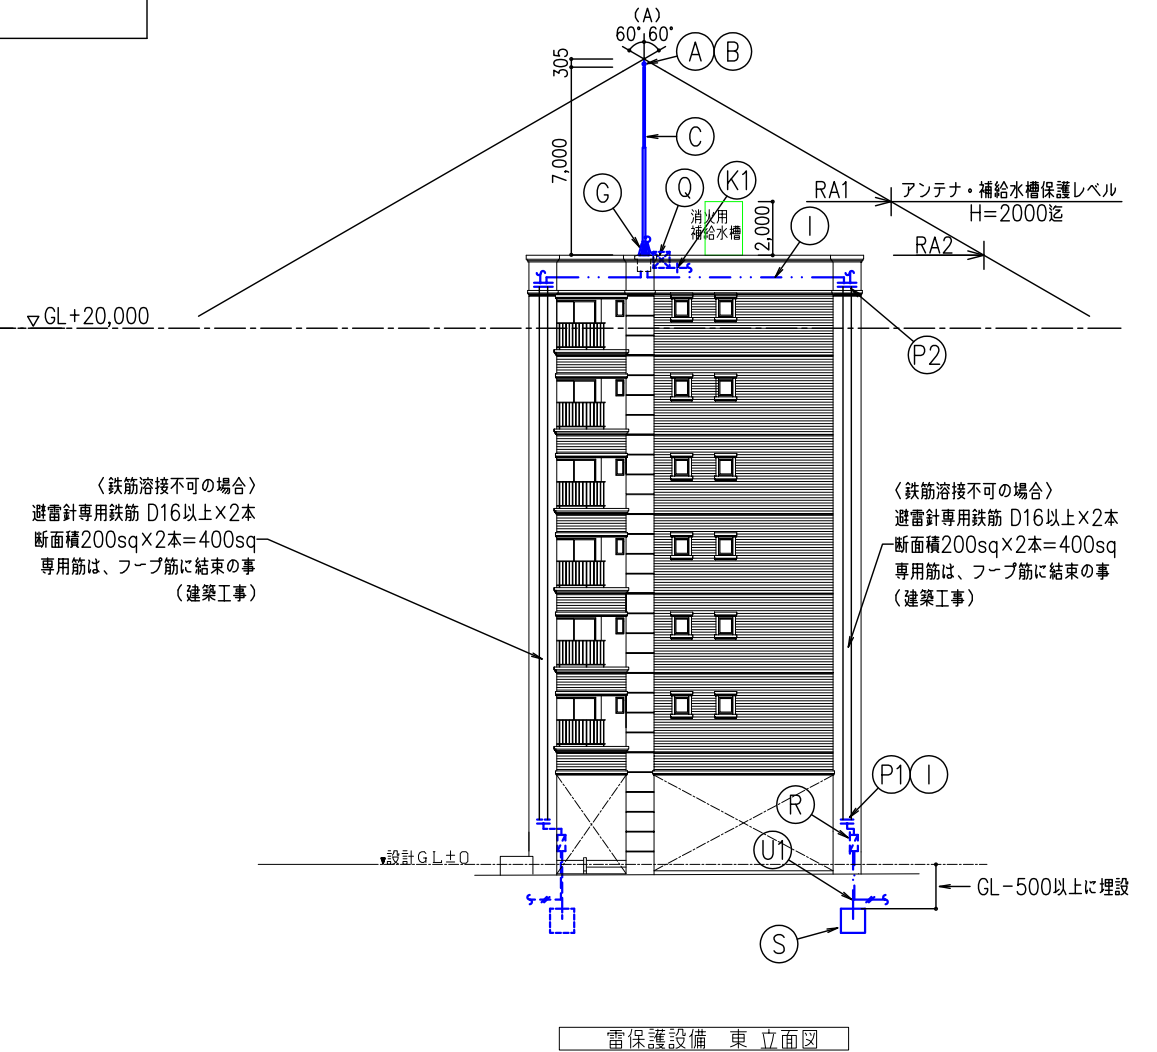 (A)
60° 60°
A B
305
C
7,000
G
Q
K1
消火用
補給水槽
2,000
I
RA1
アンテナ・補給水槽保護レベル
H=2000迄
RA2
▽GL+20,000
P2
〈鉄筋溶接不可の場合〉
避雷針専用鉄筋 D16以上×2本
断面積200sq×2本=400sq
専用筋は、フープ筋に結束の事
(建築工事)
〈鉄筋溶接不可の場合〉
避雷針専用鉄筋 D16以上×2本
断面積200sq×2本=400sq
専用筋は、フープ筋に結束の事
(建築工事)
P1 I
R
U1
▼設計GL±0
GL-500以上に埋設
S
雷保護設備 東 立面図